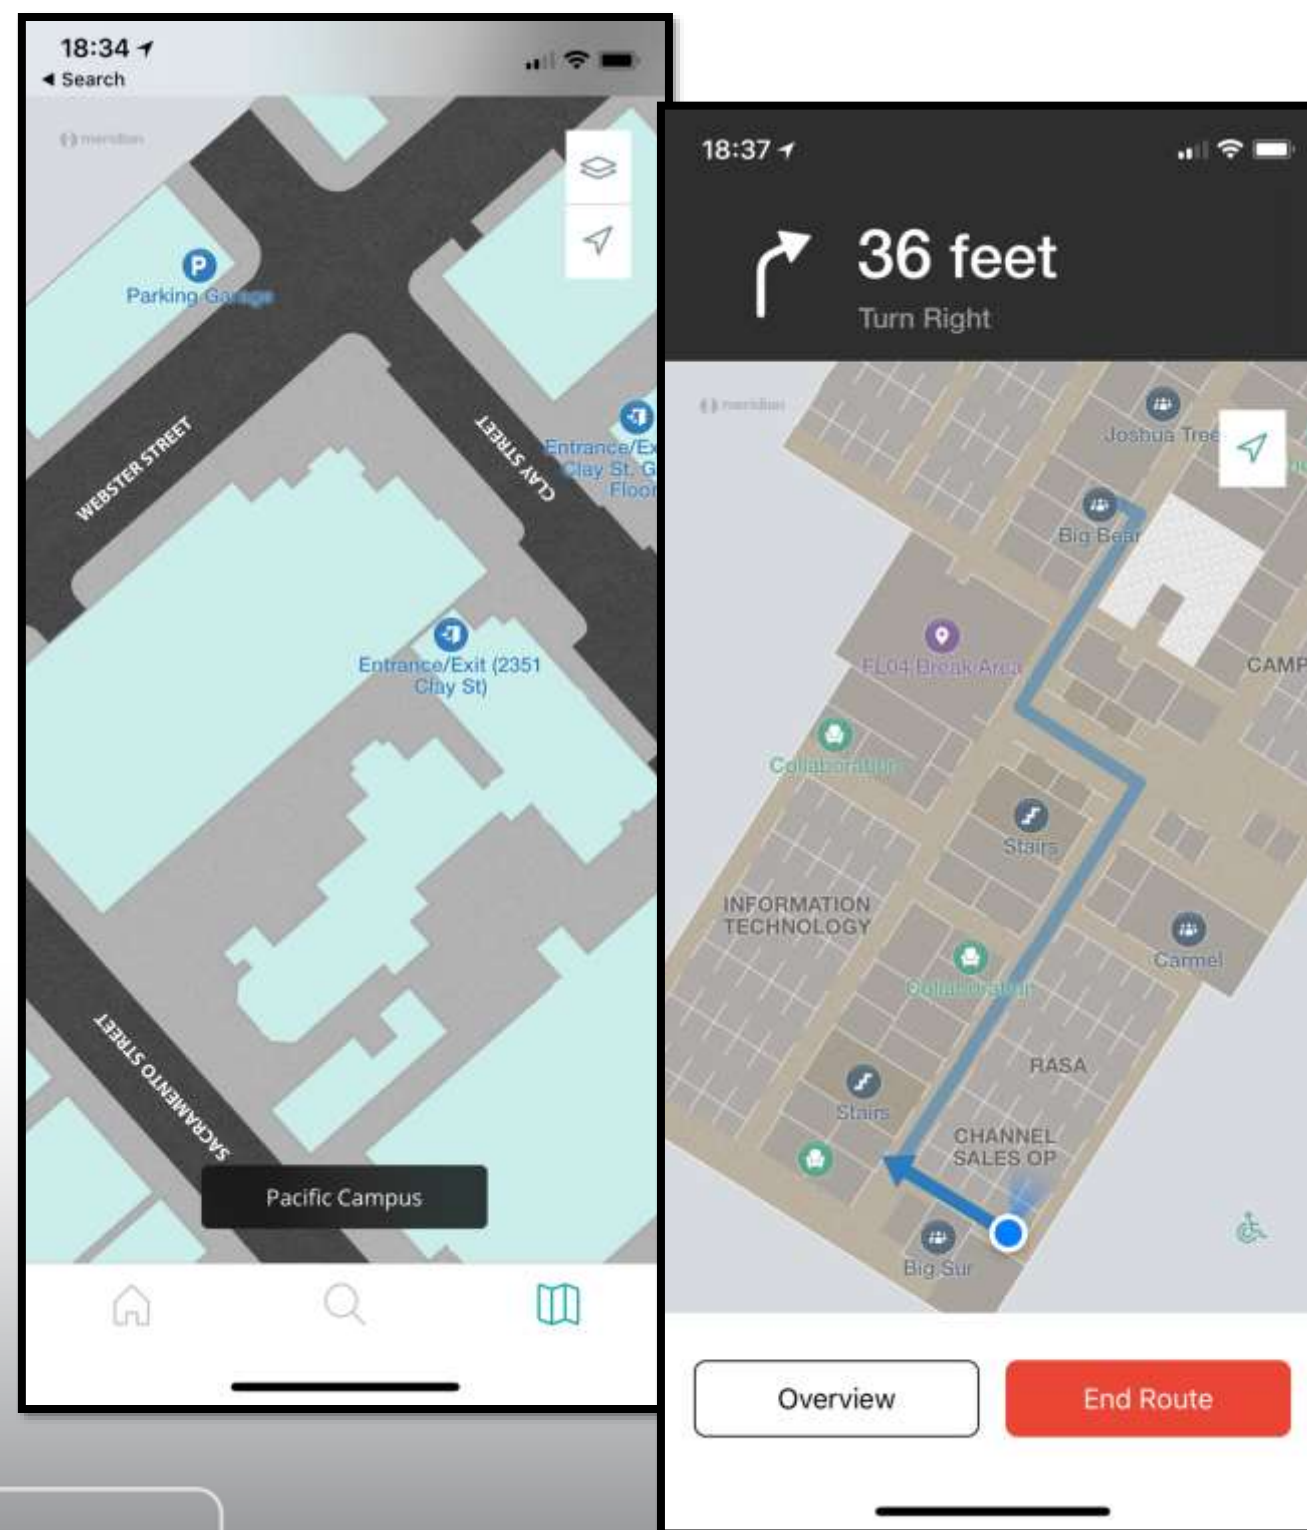 18:34
Search
meridian
Parking Garage
WEBSTER STREET
CLAY STREET
Entrance/Ex
Clay St. G
Floor
Entrance/Exit (2351
Clay St)
SACRAMENTO STREET
Pacific Campus
18:37
36 feet
Turn Right
meridian
Joshua Tree
Big Bear
FL04 Break Area
CAMP
Collaboration
Stairs
INFORMATION
TECHNOLOGY
Carmel
Collaboration
RASA
Stairs
CHANNEL
SALES OP
Big Sur
Overview
End Route